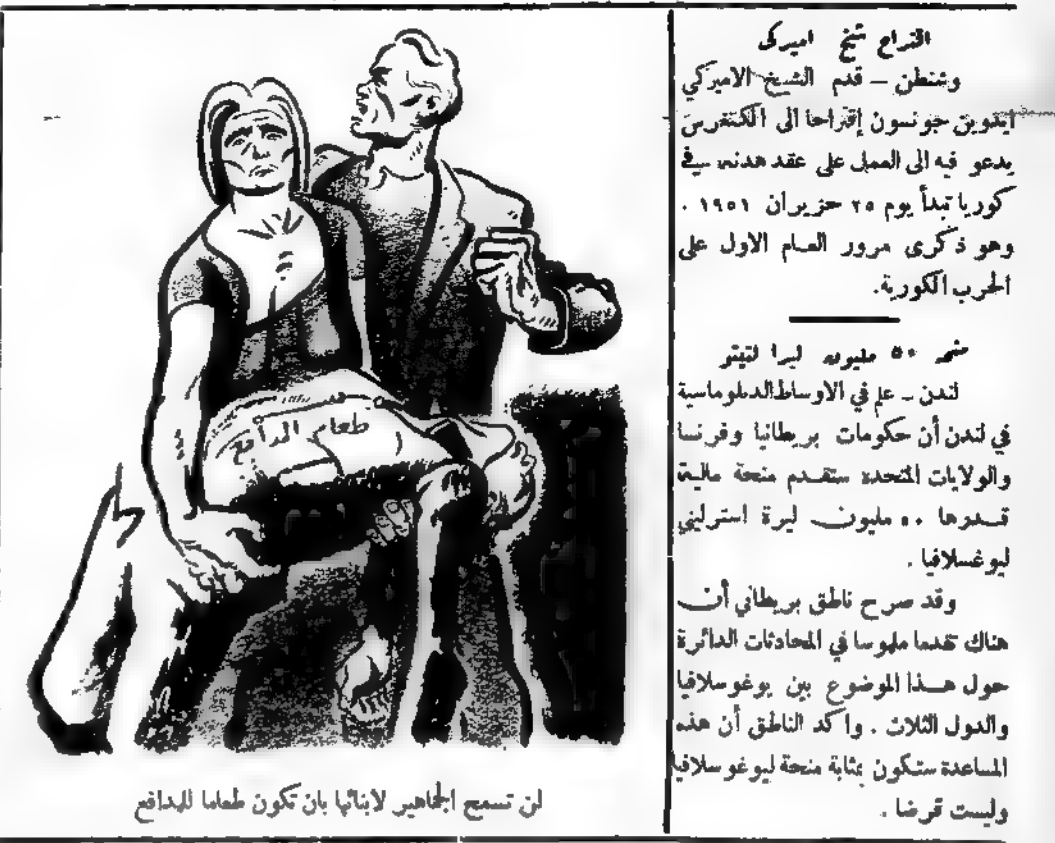 اقتراح شيخ اميركي
وشنطن – قدم الشيخ الاميركي
ايدوين جونسون إقتراحا الى الكنغرس
يدعو فيه الى العمل على عقد هدنة في
كوريا تبدأ يوم ٢٥ حزيران ١٩٥١ .
وهو ذكرى مرور العام الاول على
الحرب الكورية.
منحة ٥٠ مليون ليرا لتيتو
لندن – علم في الاوساط الدبلوماسية
في لندن أن حكومات بريطانيا وفرنسا
والولايات المتحدة ستقدم منحة مالية
قدرها ٥٠ مليون ليرة استرليني
ليوغسلافيا .
وقد صرح ناطق بريطاني أن
هناك تقدما ملموسا في المحادثات الدائرة
حول هذا الموضوع بين يوغوسلافيا
والدول الثلاث . واكد الناطق أن هذه
المساعدة ستكون بمثابة منحة ليوغوسلافيا
وليست قرضا .
طعام المدافع
لن تسمح الجماهير لابنائها بان تكون طعاما للمدافع